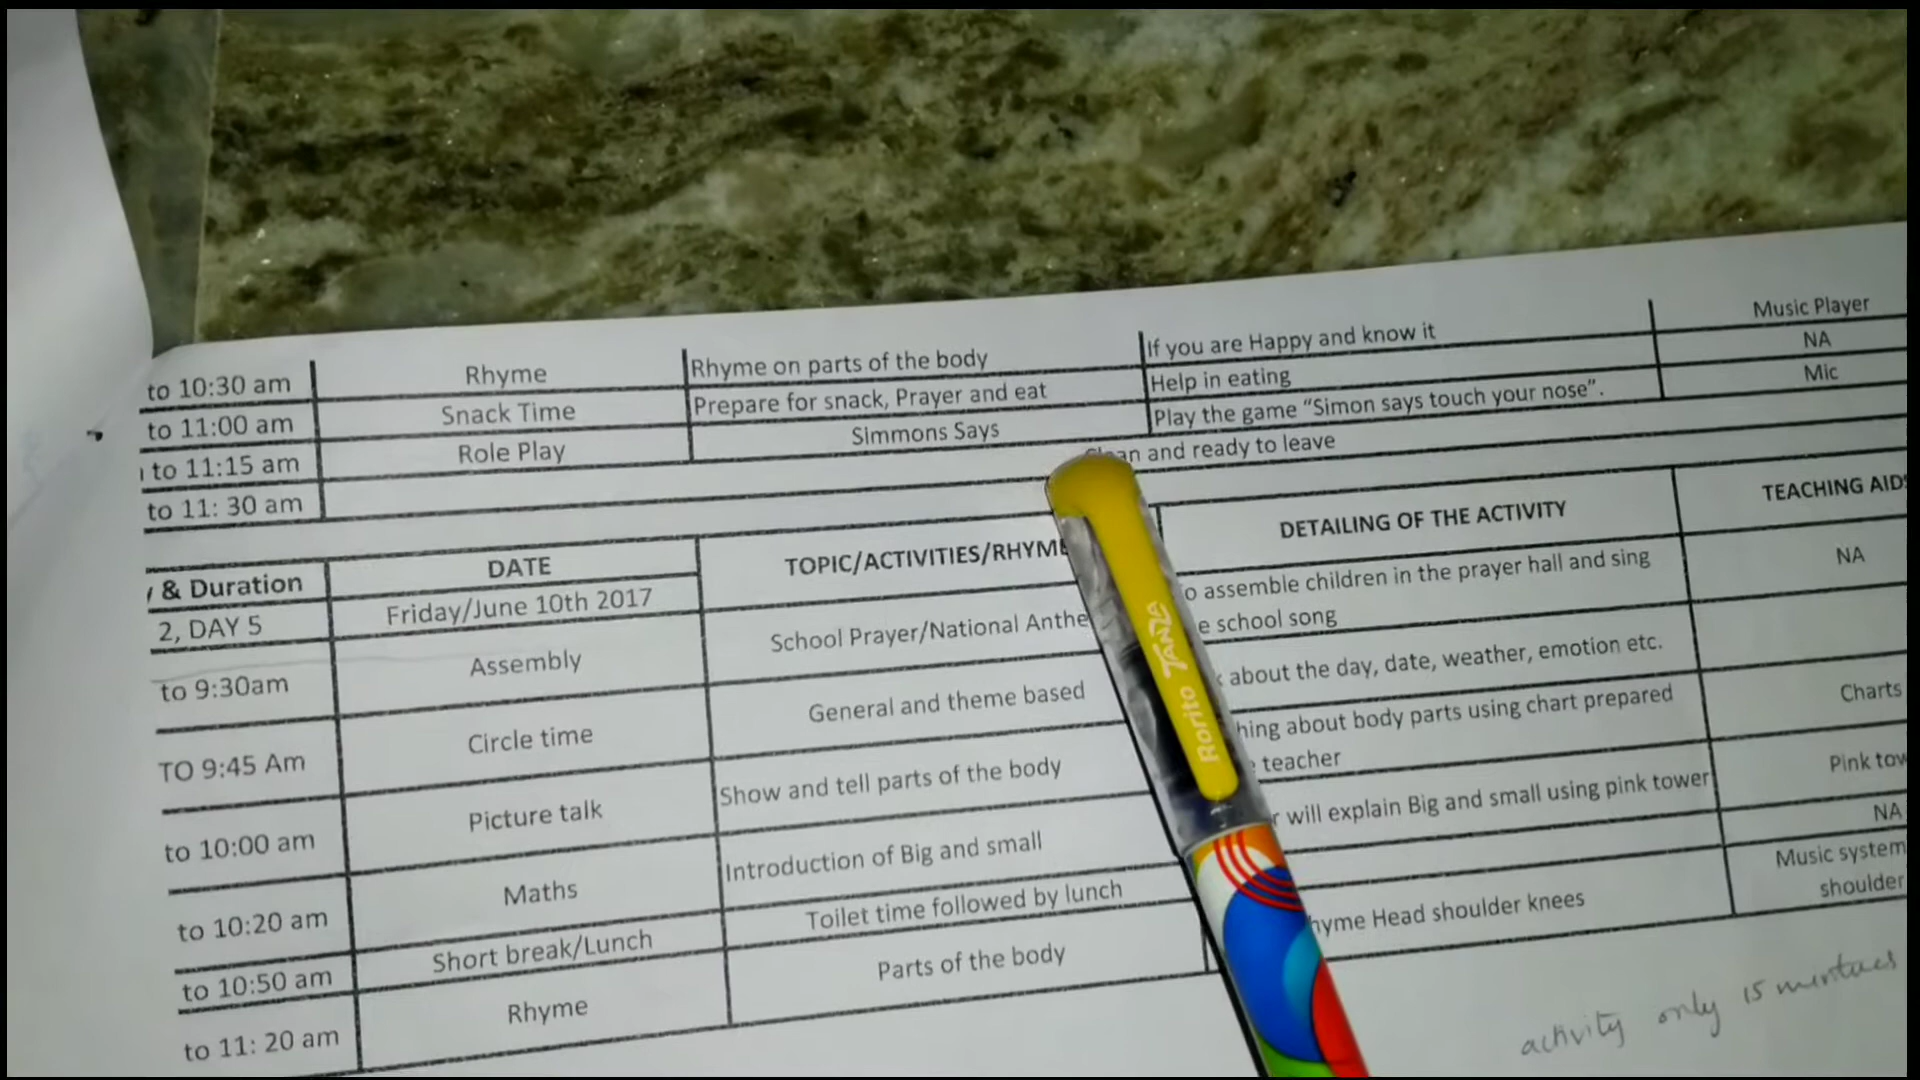 to 10:30 am Rhyme Rhyme on parts of the body If you are Happy and know it Music Player
to 11:00 am Snack Time Prepare for snack, Prayer and eat Help in eating NA
to 11:15 am Role Play Simmons Says Play the game “Simon says touch your nose”. Mic
to 11: 30 am and ready to leave
& Duration DATE TOPIC/ACTIVITIES/RHYME DETAILING OF THE ACTIVITY TEACHING AIDS
2, DAY 5 Friday/June 10th 2017
to 9:30am Assembly School Prayer/National Anthe o assemble children in the prayer hall and sing NA
e school song
TO 9:45 Am Circle time General and theme based about the day, date, weather, emotion etc.
to 10:00 am Picture talk Show and tell parts of the body hing about body parts using chart prepared Charts
teacher
to 10:20 am Maths Introduction of Big and small r will explain Big and small using pink tower Pink tow
to 10:50 am Short break/Lunch Toilet time followed by lunch NA
to 11: 20 am Rhyme Parts of the body hyme Head shoulder knees Music system
shoulder
activity only 15 mintues
Rorito TANZA